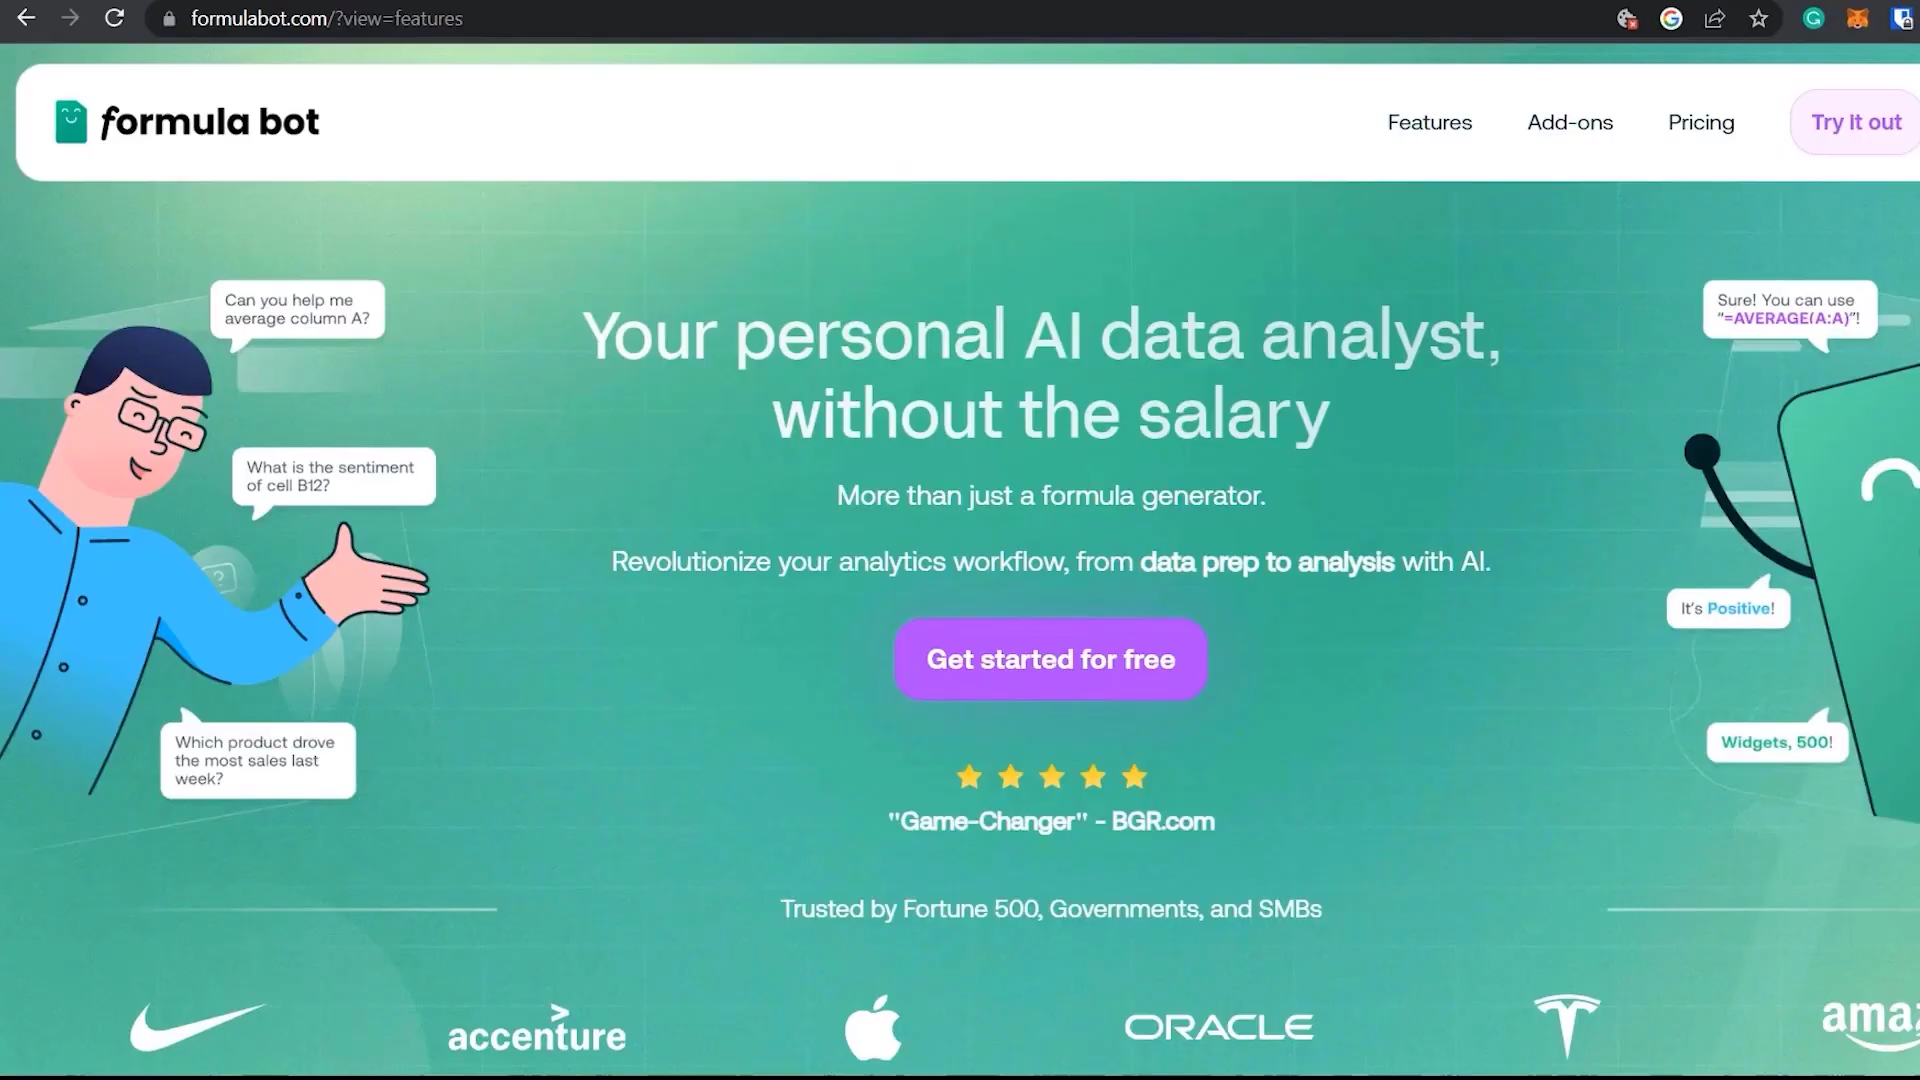 formulabot.com/?view=features
formula bot
Features
Add-ons
Pricing
Try it out
Can you help me
average column A?
What is the sentiment
of cell B12?
Which product drove
the most sales last
week?
Your personal AI data analyst,
without the salary
More than just a formula generator.
Revolutionize your analytics workflow, from data prep to analysis with AI.
Get started for free
"Game-Changer" - BGR.com
Trusted by Fortune 500, Governments, and SMBs
Sure! You can use
"=AVERAGE(A:A)"!
It's Positive!
Widgets, 500!
accenture
ORACLE
amaz